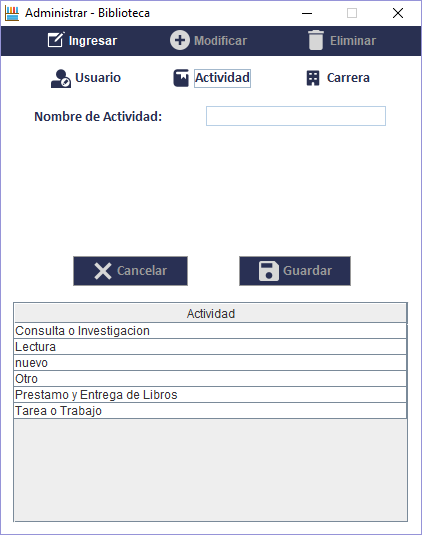 Administrar - Biblioteca
Ingresar Modificar Eliminar
Usuario Actividad Carrera
Nombre de Actividad:
Cancelar Guardar
Actividad
Consulta o Investigacion
Lectura
nuevo
Otro
Prestamo y Entrega de Libros
Tarea o Trabajo